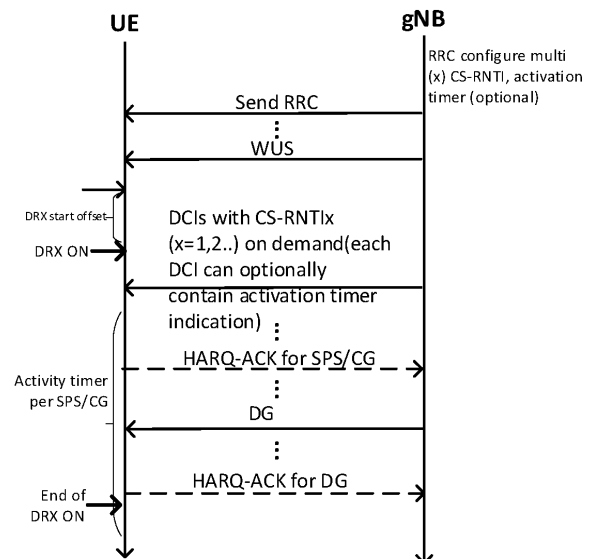 UE
gNB
RRC configure multi
(x) CS-RNTI, activation
timer (optional)
Send RRC
WUS
DRX start offset
DRX ON
DCIs with CS-RNTIx
(x=1,2..) on demand(each
DCI can optionally
contain activation timer
indication)
HARQ-ACK for SPS/CG
Activity timer
per SPS/CG
DG
HARQ-ACK for DG
End of
DRX ON